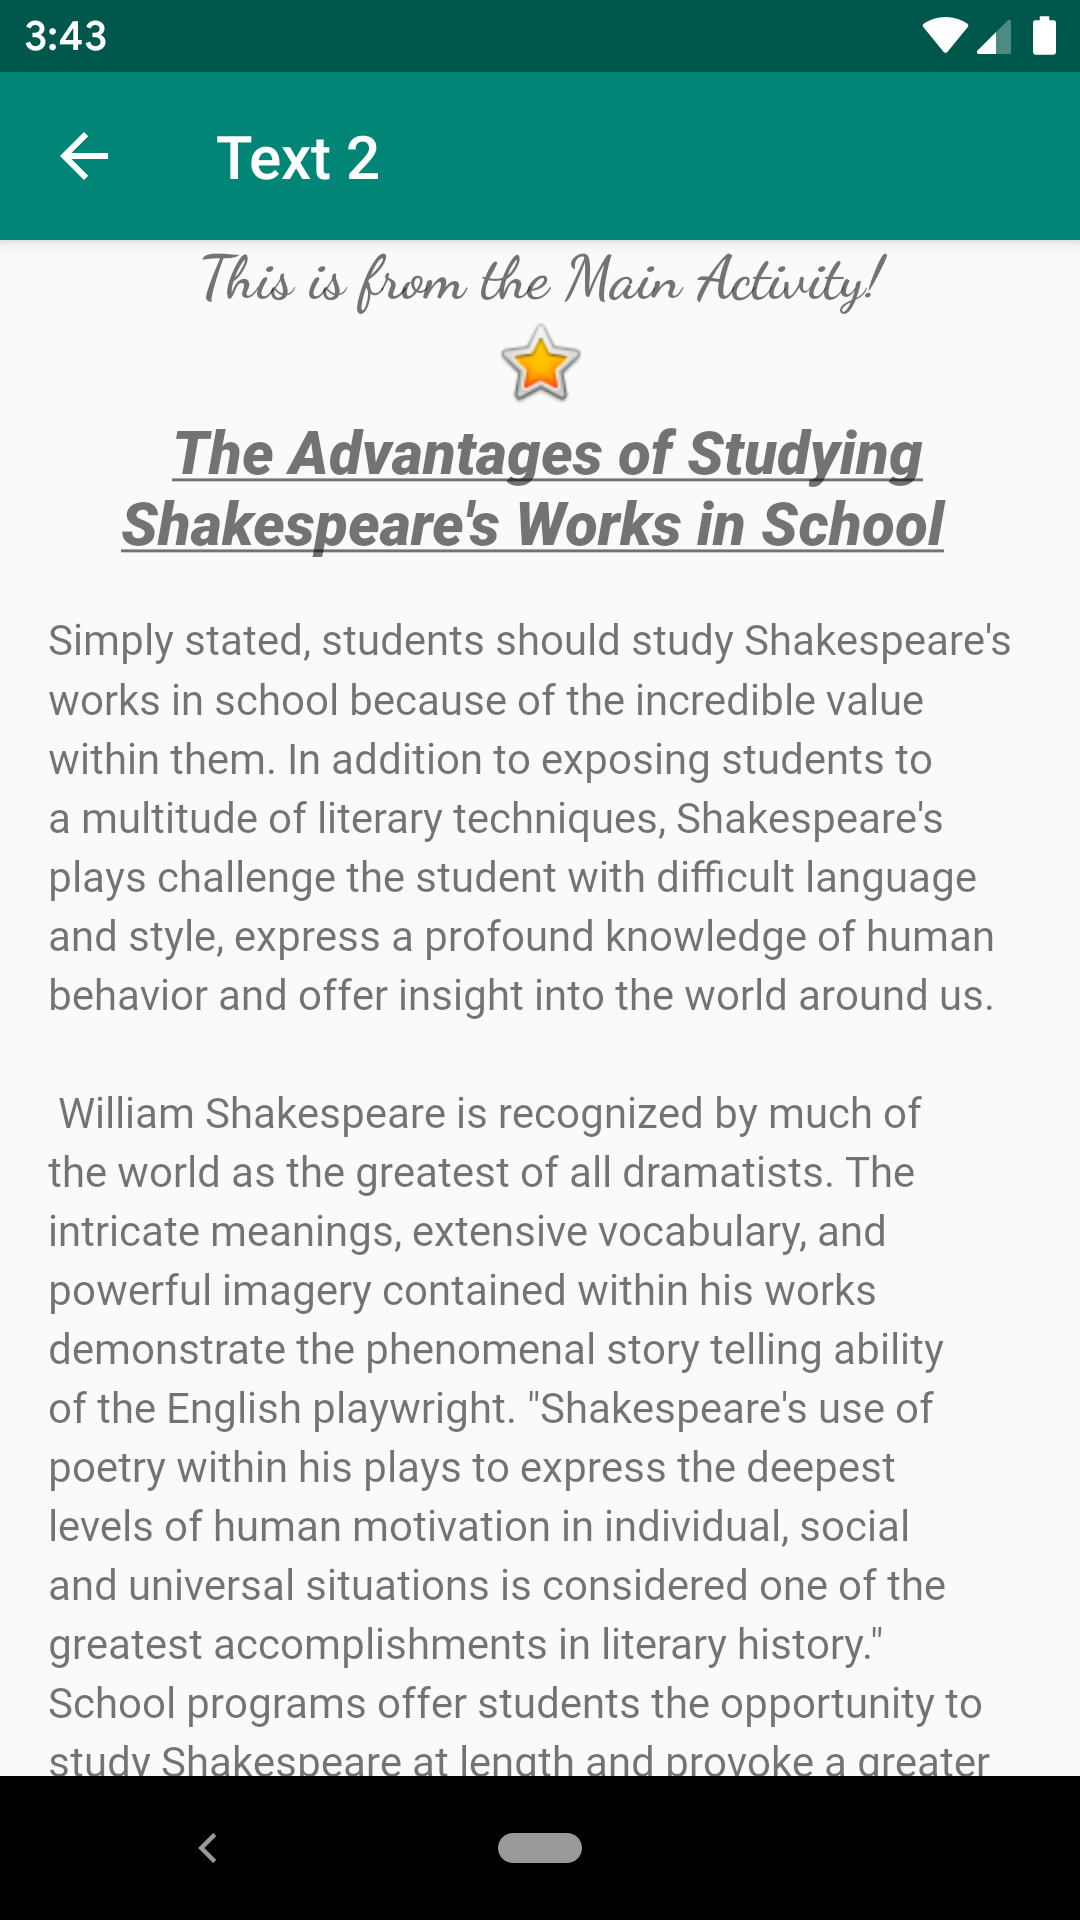 3:43
Text 2
This is from the Main Activity!
The Advantages of Studying
Shakespeare's Works in School
Simply stated, students should study Shakespeare's
works in school because of the incredible value
within them. In addition to exposing students to
a multitude of literary techniques, Shakespeare's
plays challenge the student with difficult language
and style, express a profound knowledge of human
behavior and offer insight into the world around us.
William Shakespeare is recognized by much of
the world as the greatest of all dramatists. The
intricate meanings, extensive vocabulary, and
powerful imagery contained within his works
demonstrate the phenomenal story telling ability
of the English playwright. "Shakespeare's use of
poetry within his plays to express the deepest
levels of human motivation in individual, social
and universal situations is considered one of the
greatest accomplishments in literary history."
School programs offer students the opportunity to
study Shakespeare at length and provoke a greater